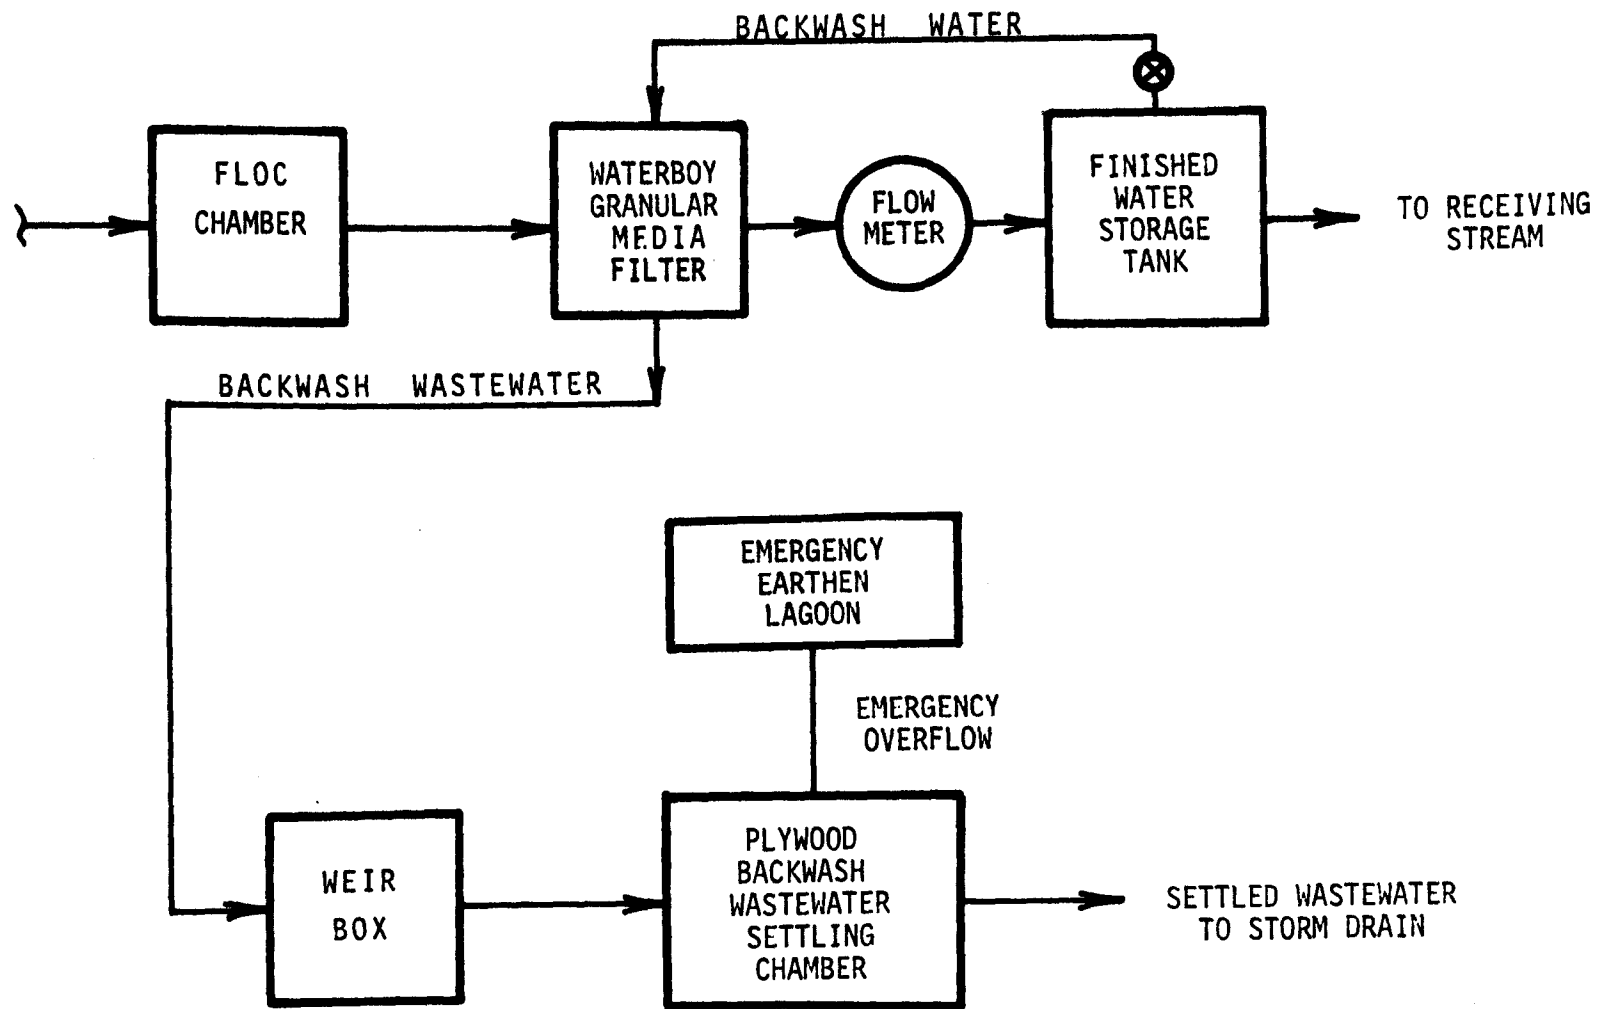 BACKWASH WATER
FLOC
CHAMBER
WATERBOY
GRANULAR
MEDIA
FILTER
FLOW
METER
FINISHED
WATER
STORAGE
TANK
TO RECEIVING
STREAM
BACKWASH WASTEWATER
EMERGENCY
EARTHEN
LAGOON
EMERGENCY
OVERFLOW
WEIR
BOX
PLYWOOD
BACKWASH
WASTEWATER
SETTLING
CHAMBER
SETTLED WASTEWATER
TO STORM DRAIN